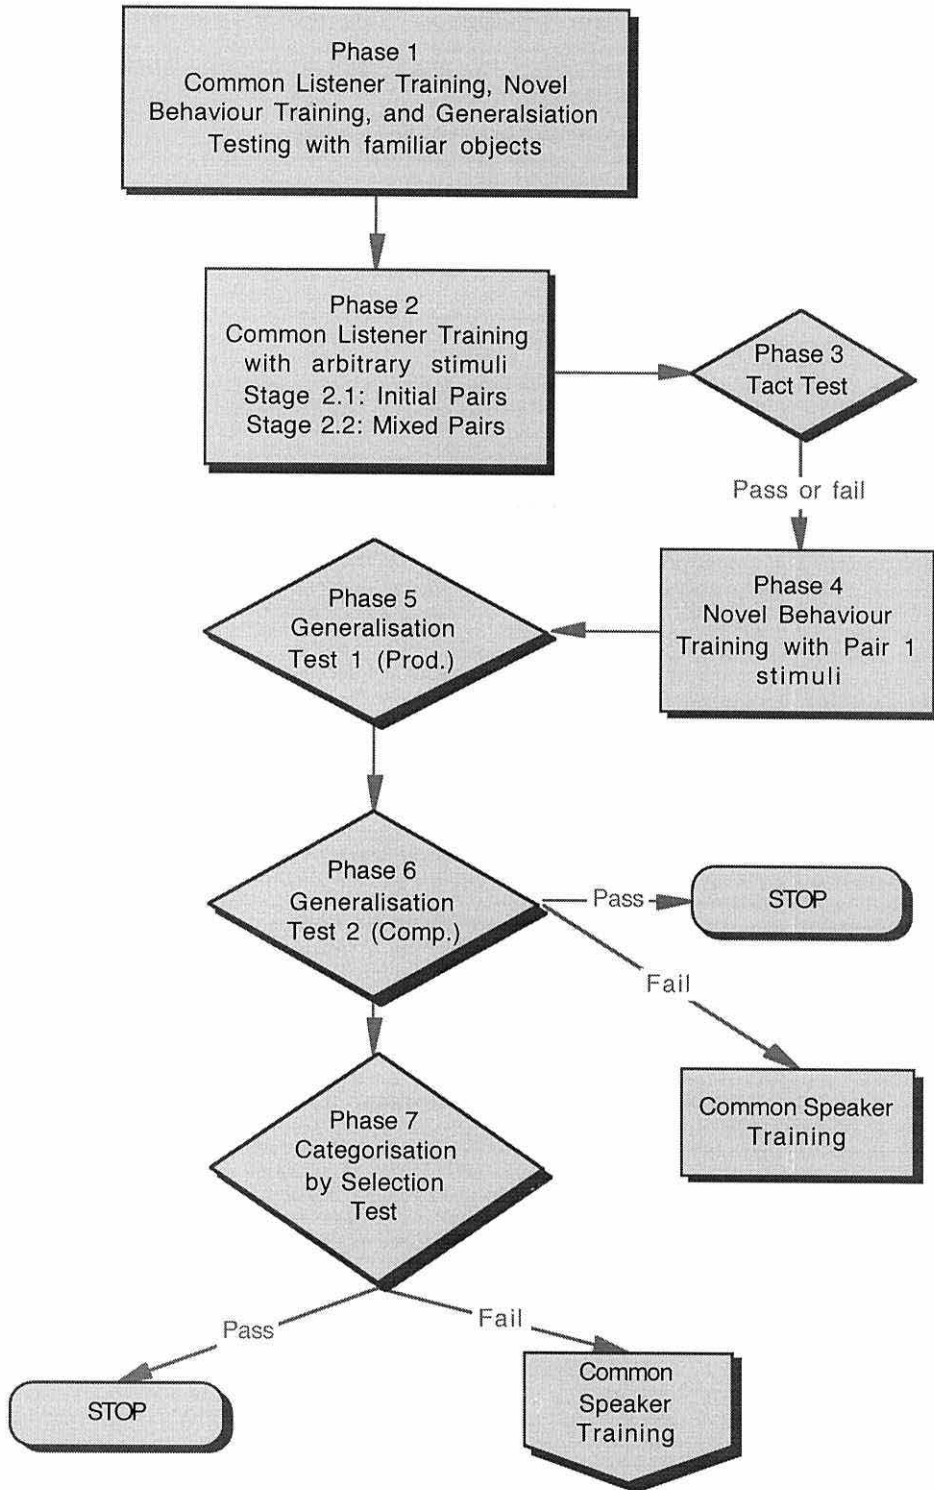 Phase 1
Common Listener Training, Novel
Behaviour Training, and Generalsiation
Testing with familiar objects
Phase 2
Common Listener Training
with arbitrary stimuli
Stage 2.1: Initial Pairs
Stage 2.2: Mixed Pairs
Phase 3
Tact Test
Pass or fail
Phase 4
Novel Behaviour
Training with Pair 1
stimuli
Phase 5
Generalisation
Test 1 (Prod.)
Phase 6
Generalisation
Test 2 (Comp.)
Pass
STOP
Fail
Common Speaker
Training
Phase 7
Categorisation
by Selection
Test
Pass
STOP
Fail
Common
Speaker
Training